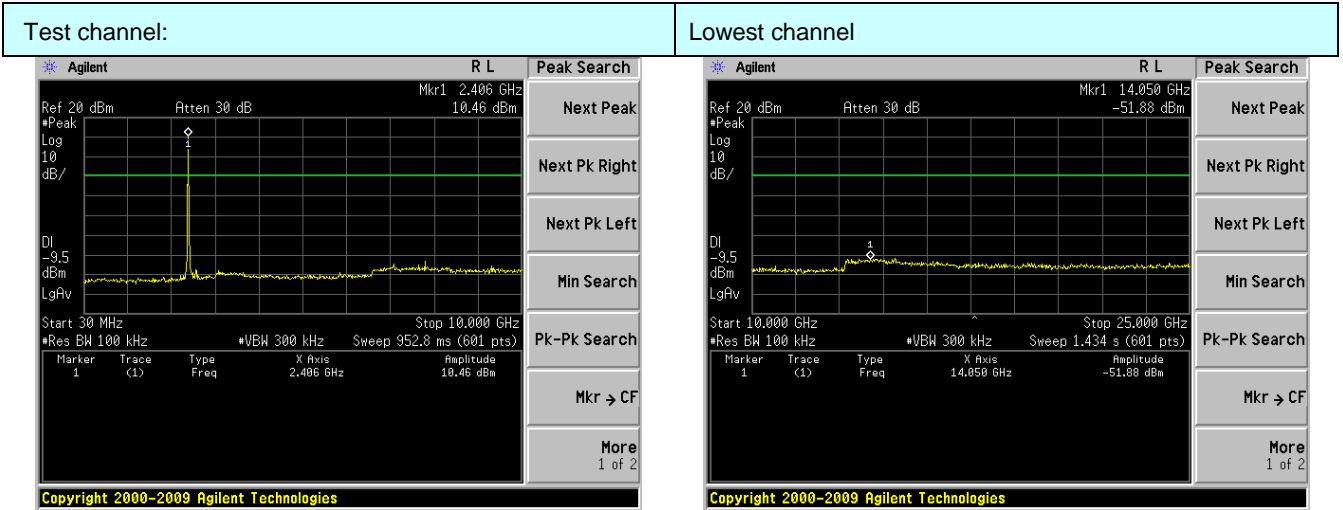 Test channel:
Lowest channel
Agilent
R L
Peak Search
Mkr1 2.406 GHz
Ref 20 dBm
Atten 30 dB
10.46 dBm
#Peak
Log
10
dB/
1
DI
-9.5
dBm
LgAv
Start 30 MHz
Stop 10.000 GHz
#Res BW 100 kHz
#VBW 300 kHz
Sweep 952.8 ms (601 pts)
Marker Trace Type X Axis Amplitude
1 (1) Freq 2.406 GHz 10.46 dBm
Next Peak
Next Pk Right
Next Pk Left
Min Search
Pk-Pk Search
Mkr → CF
More
1 of 2
Copyright 2000-2009 Agilent Technologies
Agilent
R L
Peak Search
Mkr1 14.050 GHz
Ref 20 dBm
Atten 30 dB
-51.88 dBm
#Peak
Log
10
dB/
1
DI
-9.5
dBm
LgAv
Start 10.000 GHz
Stop 25.000 GHz
#Res BW 100 kHz
#VBW 300 kHz
Sweep 1.434 s (601 pts)
Marker Trace Type X Axis Amplitude
1 (1) Freq 14.050 GHz -51.88 dBm
Next Peak
Next Pk Right
Next Pk Left
Min Search
Pk-Pk Search
Mkr → CF
More
1 of 2
Copyright 2000-2009 Agilent Technologies